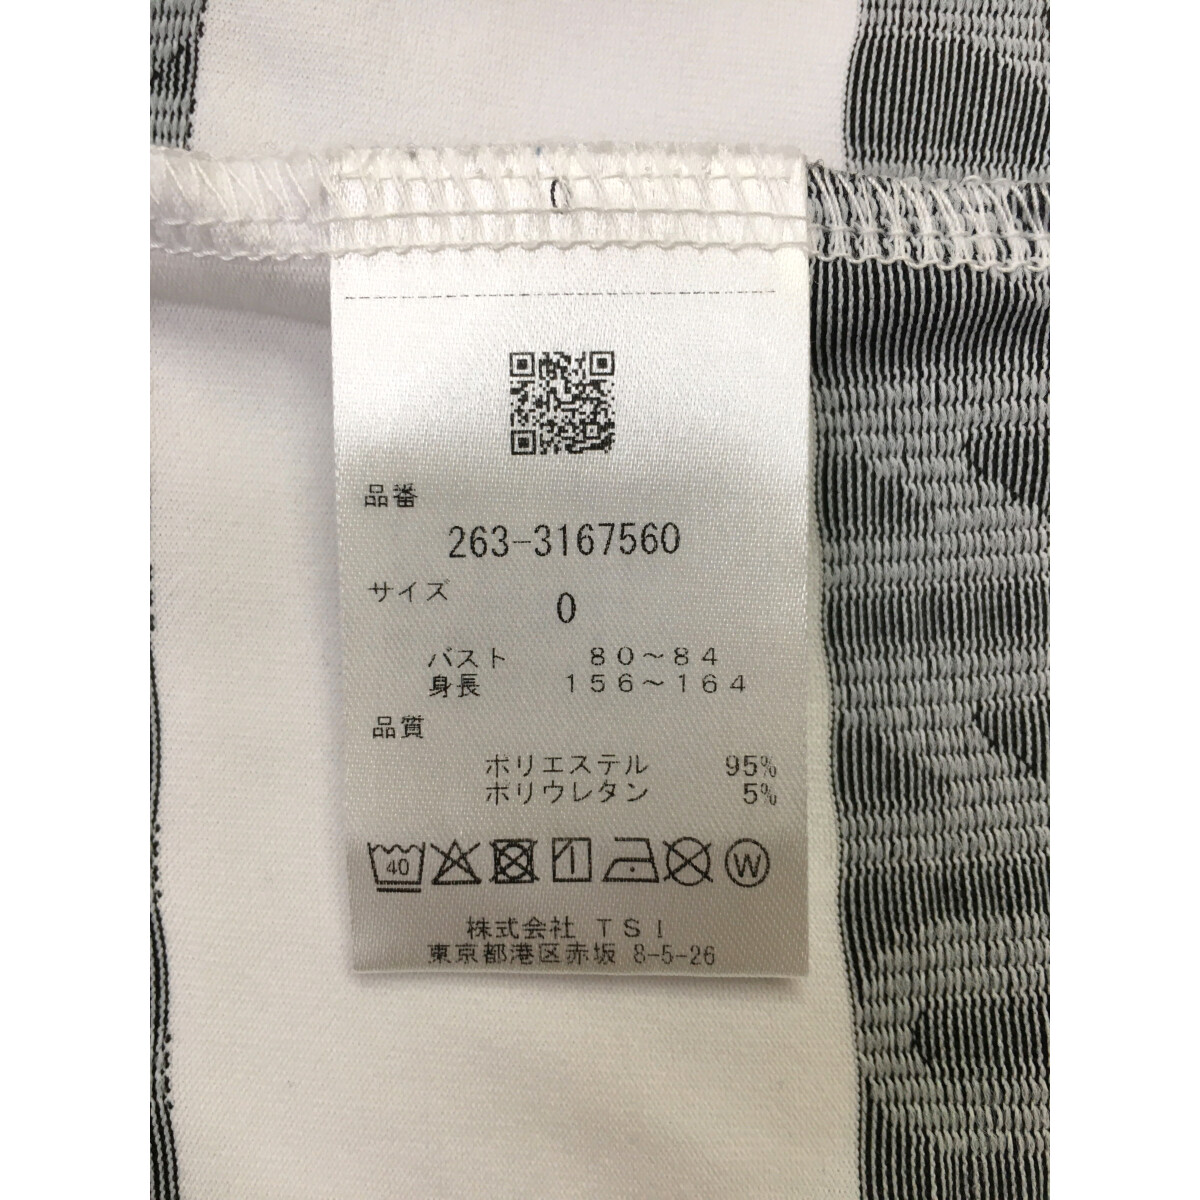 品番
263-3167560
サイズ
0
バスト 80～84
身長 156～164
品質
ポリエステル 95%
ポリウレタン 5%
40 W
株式会社 TSI
東京都港区赤坂 8-5-26